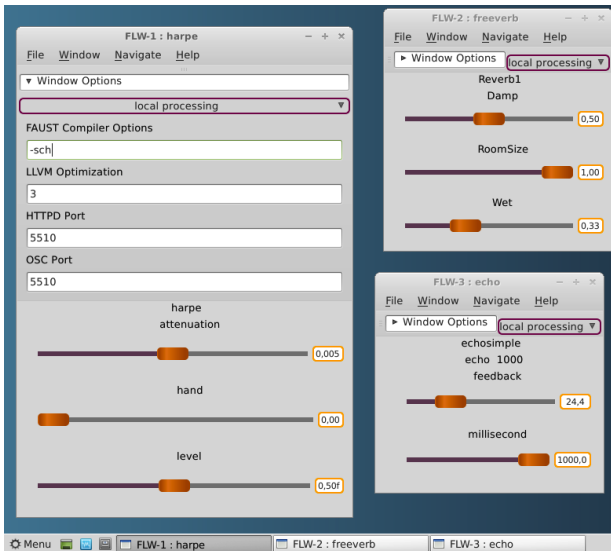 FLW-1 : harpe
File Window Navigate Help
Window Options
local processing
FAUST Compiler Options
-sch
LLVM Optimization
3
HTTPD Port
5510
OSC Port
5510
harpe
attenuation
0,005
hand
0,00
level
0,50f
FLW-2 : freeverb
File Window Navigate Help
Window Options local processing
Reverb1
Damp
0,50
RoomSize
1,00
Wet
0,33
FLW-3 : echo
File Window Navigate Help
Window Options local processing
echosimple
echo 1000
feedback
24,4
millisecond
1000,0
Menu FLW-1 : harpe FLW-2 : freeverb FLW-3 : echo